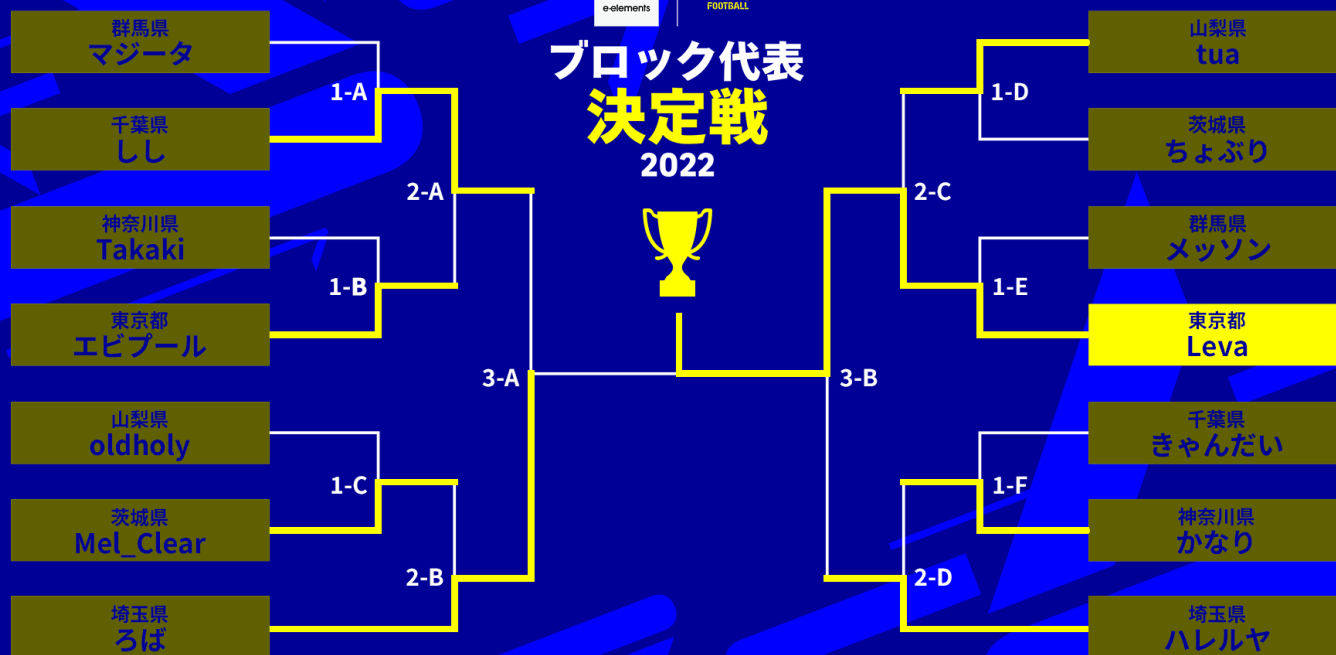 e-elements
FOOTBALL
ブロック代表
決定戦
2022
群馬県
マジータ
千葉県
しし
神奈川県
Takaki
東京都
エビプール
山梨県
oldholy
茨城県
Mel_Clear
埼玉県
ろば
1-A
1-B
1-C
2-A
2-B
3-A
3-B
2-C
2-D
1-D
1-E
1-F
山梨県
tua
茨城県
ちょぶり
群馬県
メッソン
東京都
Leva
千葉県
きゃんだい
神奈川県
かなり
埼玉県
ハレルヤ